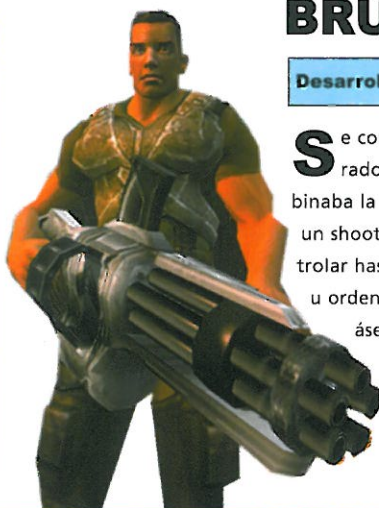 BRU
Desarrol
Se co
rado
binaba la
un shoot
trolar has
u orden
áse